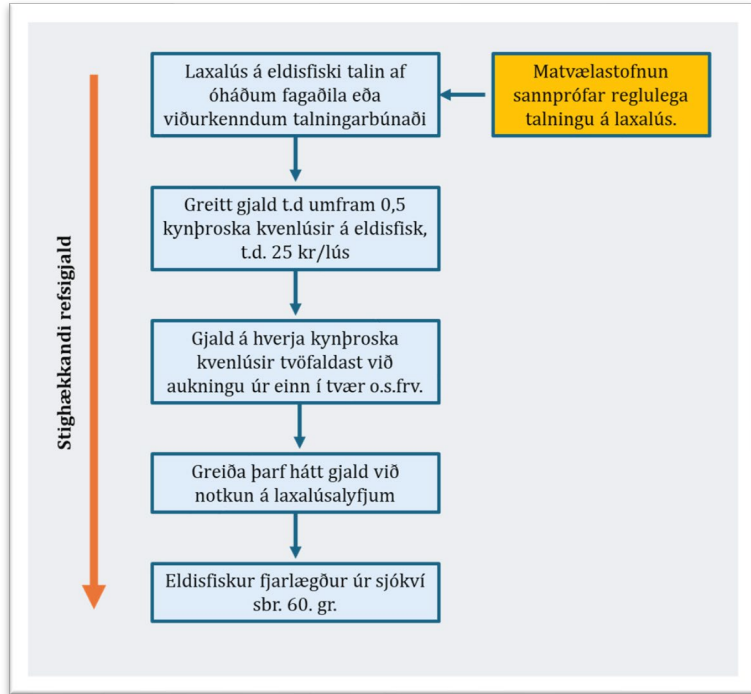 Laxalús á eldisfiski talin af
óháðum fagaðila eða
viðurkenndum talningarbúnaði
Matvælastofnun
sannprófar reglulega
talningu á laxalús.
Greitt gjald t.d umfram 0,5
kynþroska kvenlúsir á eldisfisk,
t.d. 25 kr/lús
Gjald á hverja kynþroska
kvenlúsir tvöfaldast við
aukningu úr einn í tvær o.s.frv.
Greiða þarf hátt gjald við
notkun á laxalúsalyfjum
Eldisfiskur fjarlægður úr sjókví
sbr. 60. gr.
Stighækkandi refsigjald